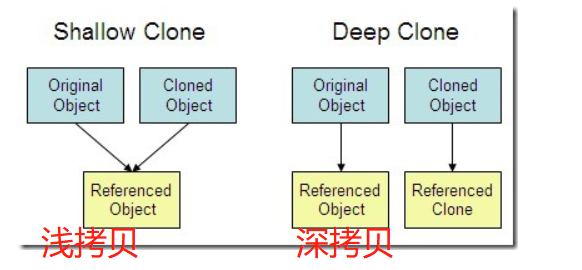 Shallow Clone
Deep Clone
Original
Object
Cloned
Object
Original
Object
Cloned
Object
Referenced
Object
Referenced
Object
Referenced
Clone
浅拷贝
深拷贝